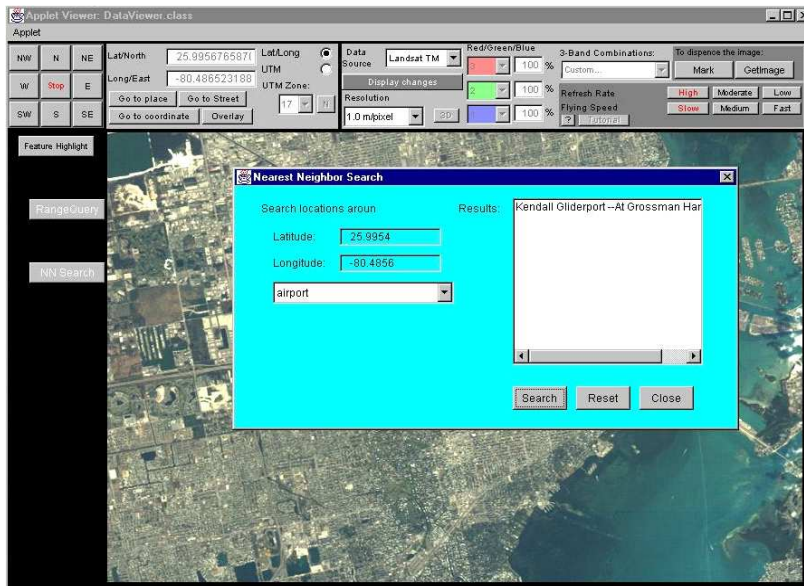 Applet Viewer: DataViewer.class
Applet
NW N NE
W Stop E
SW S SE
Lat/North 25.995676587(
Long/East -80.486523188
Go to place Go to Street
Go to coordinate Overlay
Lat/Long
UTM
UTM Zone:
17 N
Data Source Landsat TM
Display changes
Resolution
1.0 m/pixel 3D
Red/Green/Blue
3 100 %
2 100 %
100 %
3-Band Combinations:
Custom...
To dispence the image:
Mark GetImage
Refresh Rate High Moderate Low
Flying Speed Slow Medium Fast
? Tutorial
Feature Highlight
RangeQuery
NN Search
Nearest Neighbor Search
Search locations aroun
Latitude: 25.9954
Longitude: -80.4856
airport
Results:
Kendall Gliderport --At Grossman Har
Search Reset Close